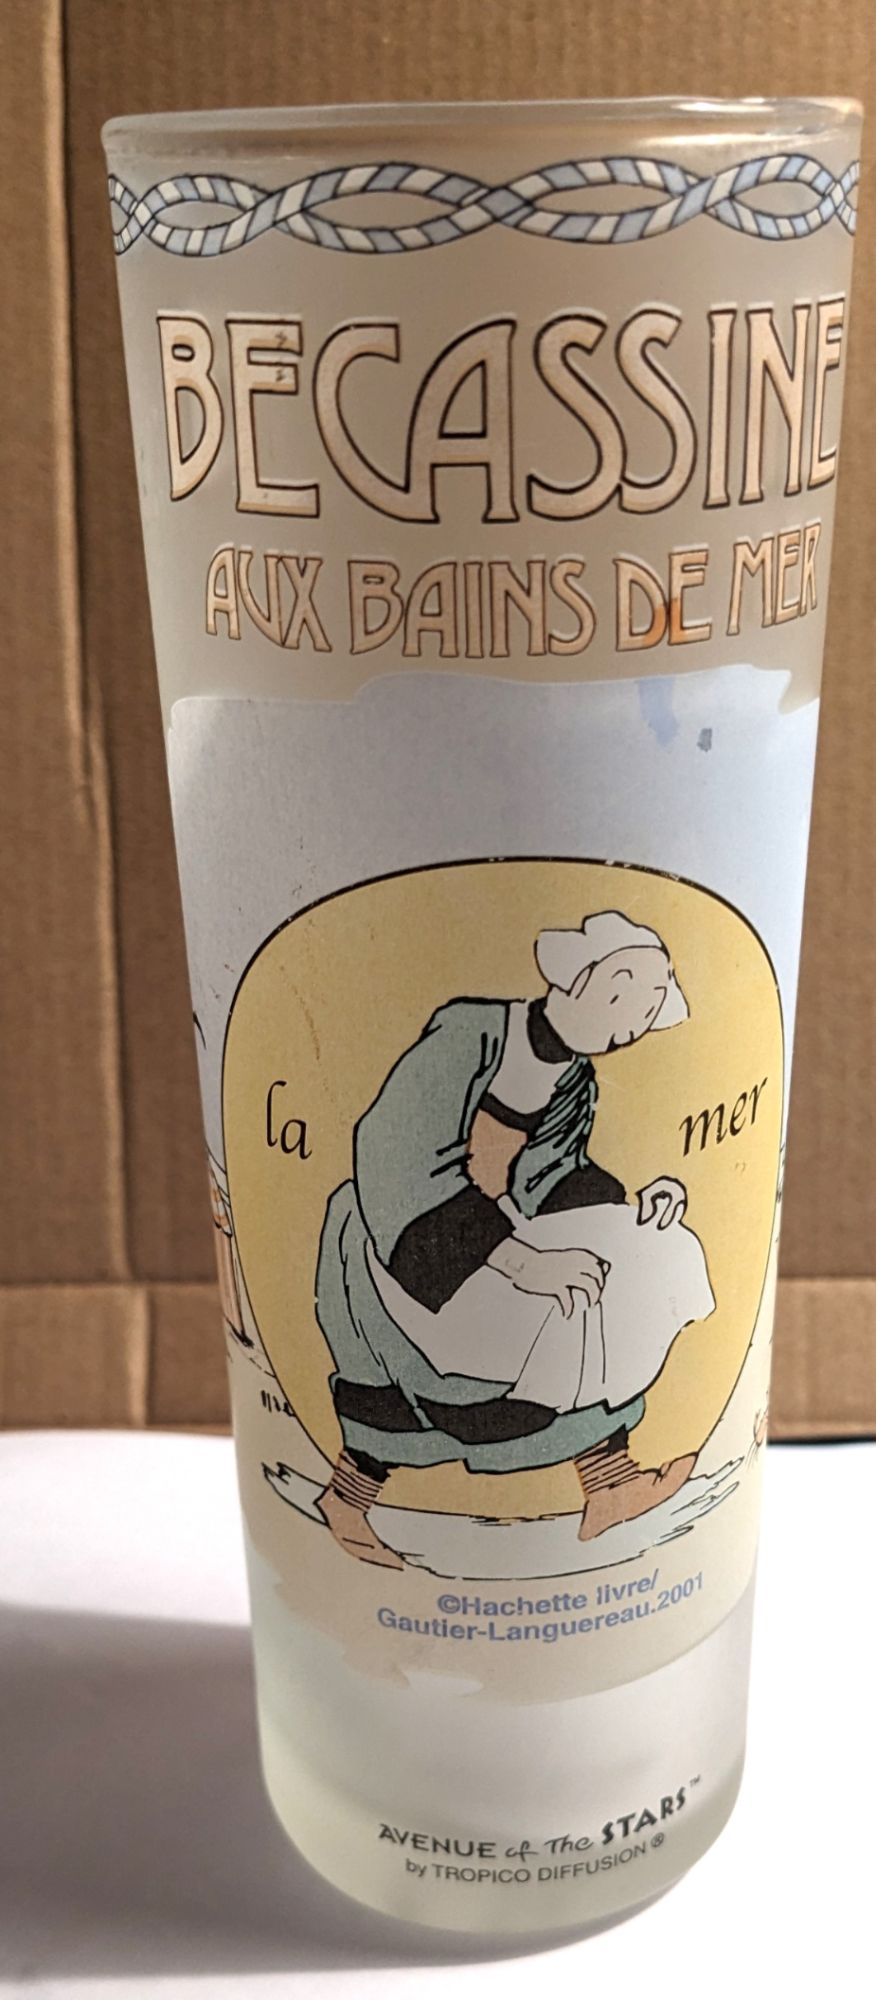 BECASSINE
AUX BAINS DE MER
la mer
©Hachette livre/
Gautier-Languereau.2001
AVENUE of The STARS™
by TROPICO DIFFUSION®